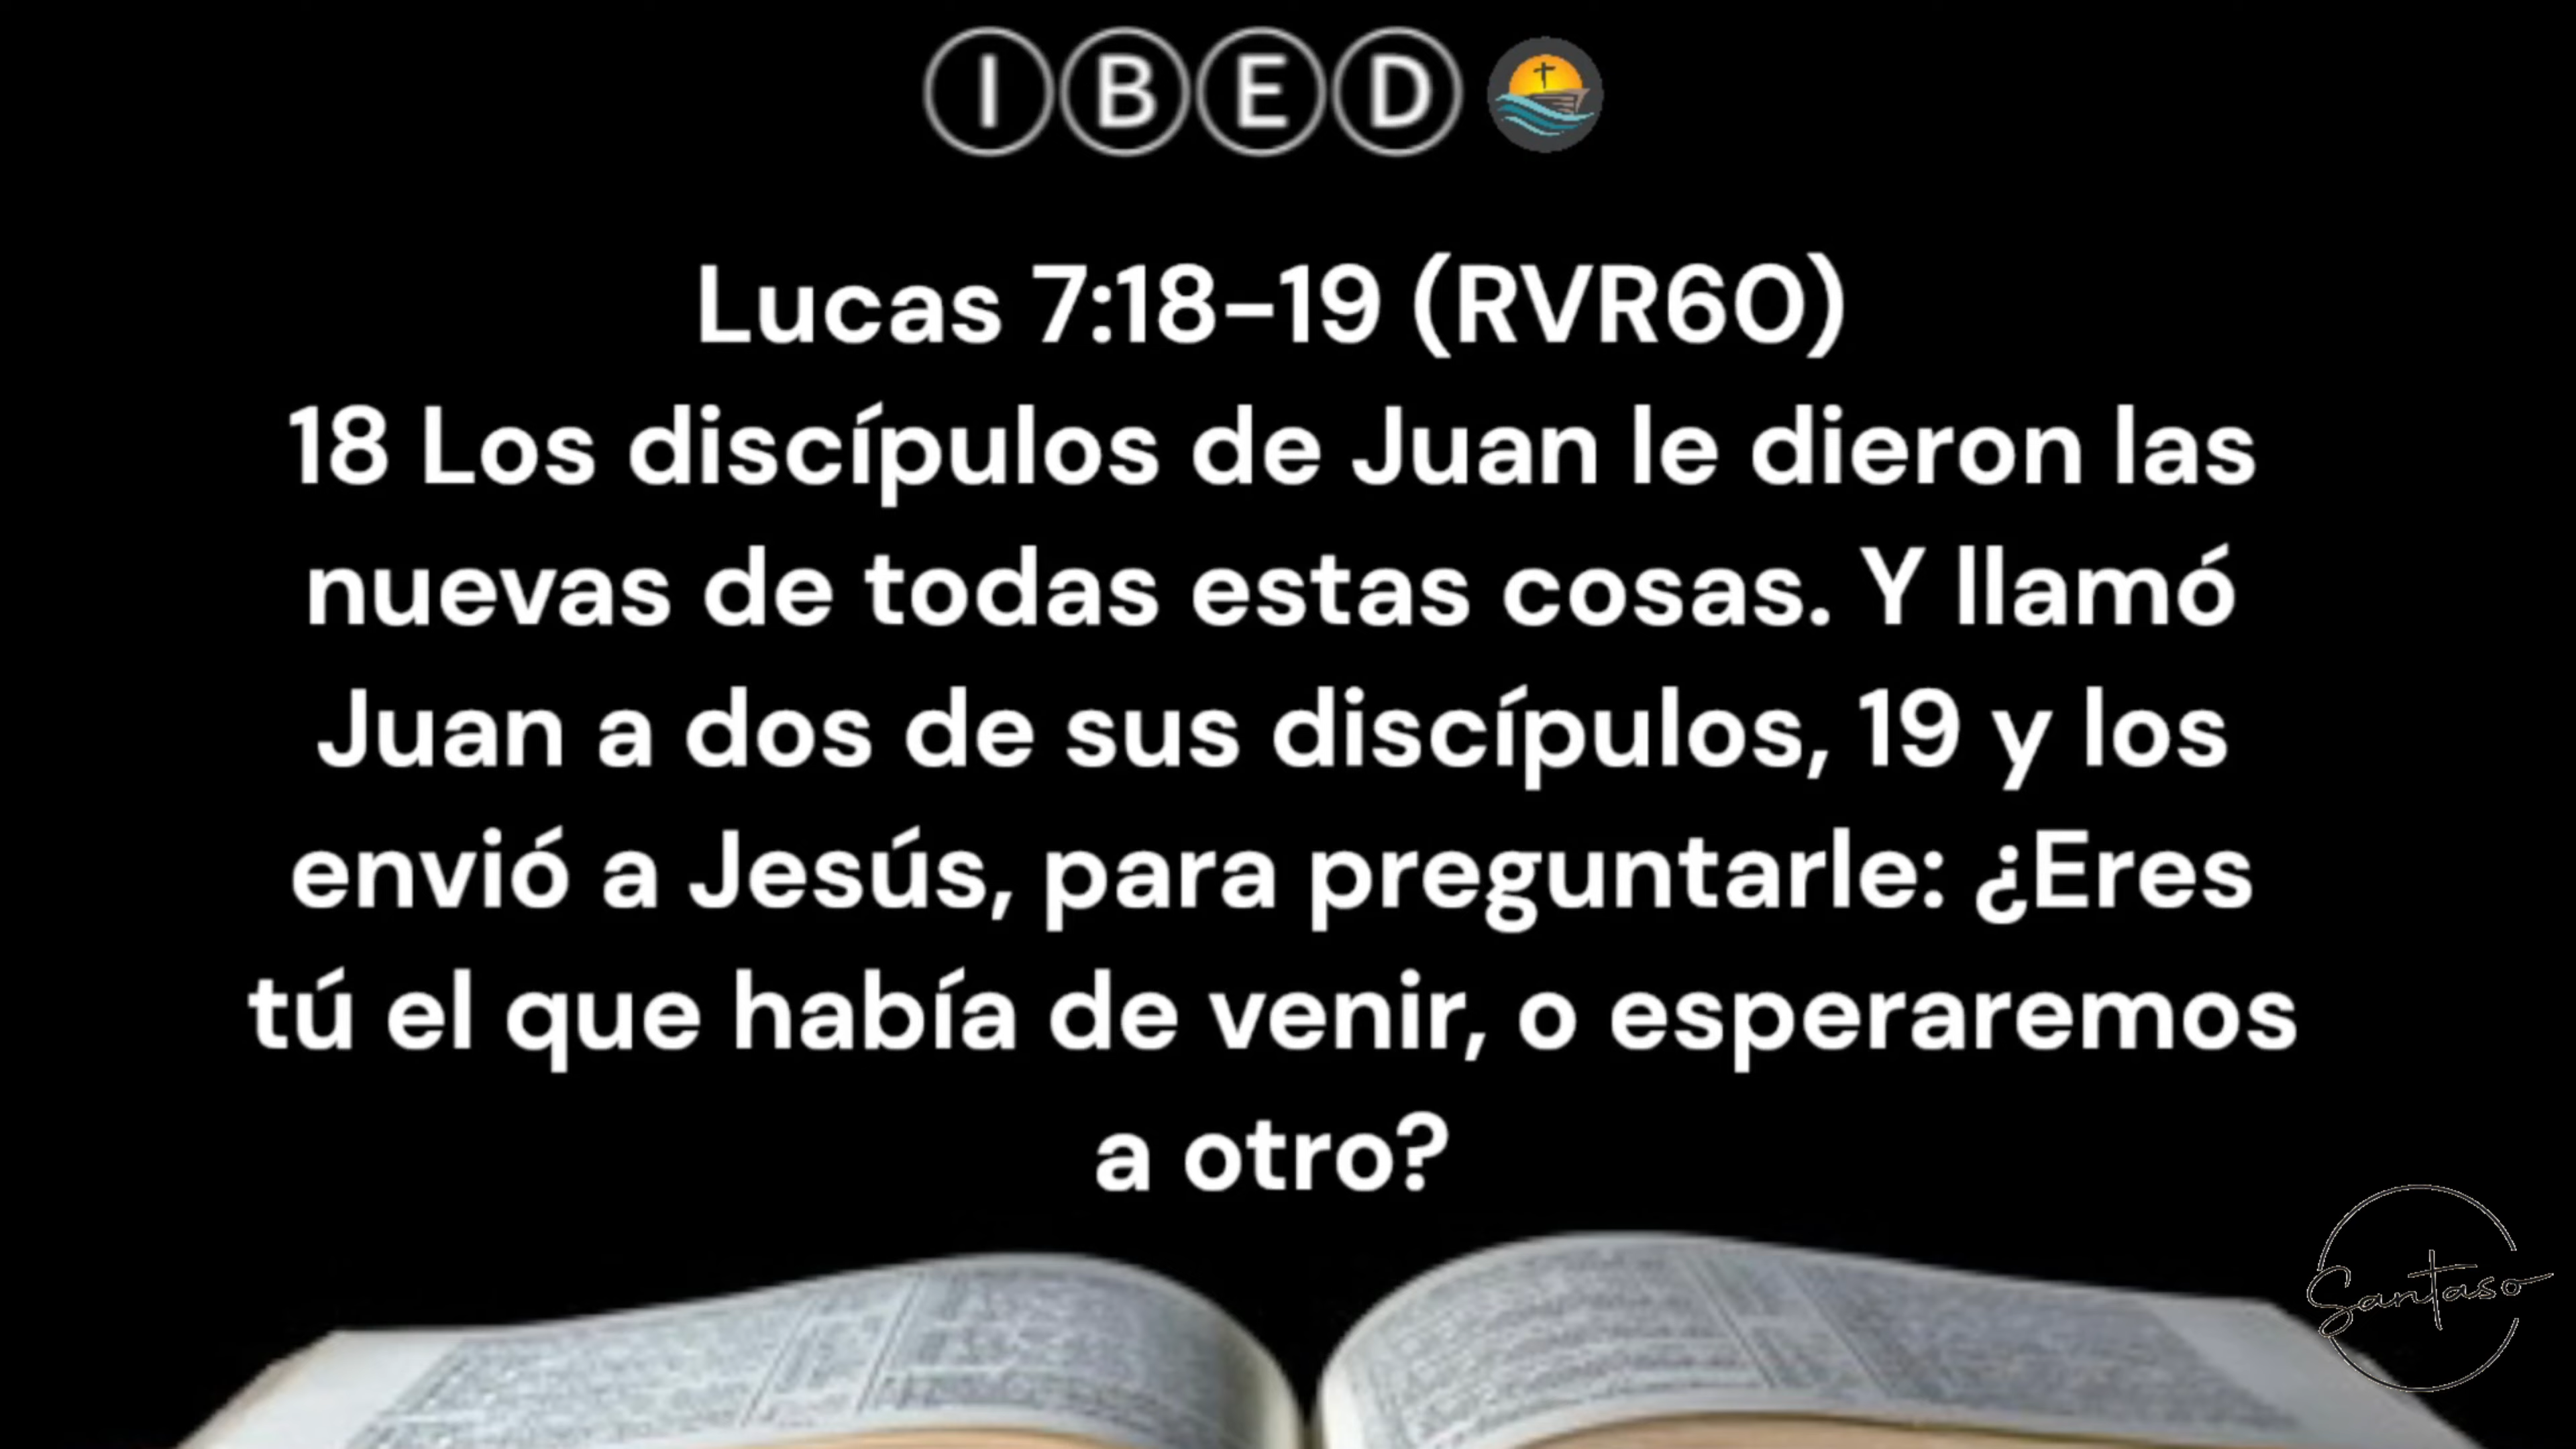 IBED
Lucas 7:18-19 (RVR60)
18 Los discípulos de Juan le dieron las
nuevas de todas estas cosas. Y llamó
Juan a dos de sus discípulos, 19 y los
envió a Jesús, para preguntarle: ¿Eres
tú el que había de venir, o esperaremos
a otro?
Santaso